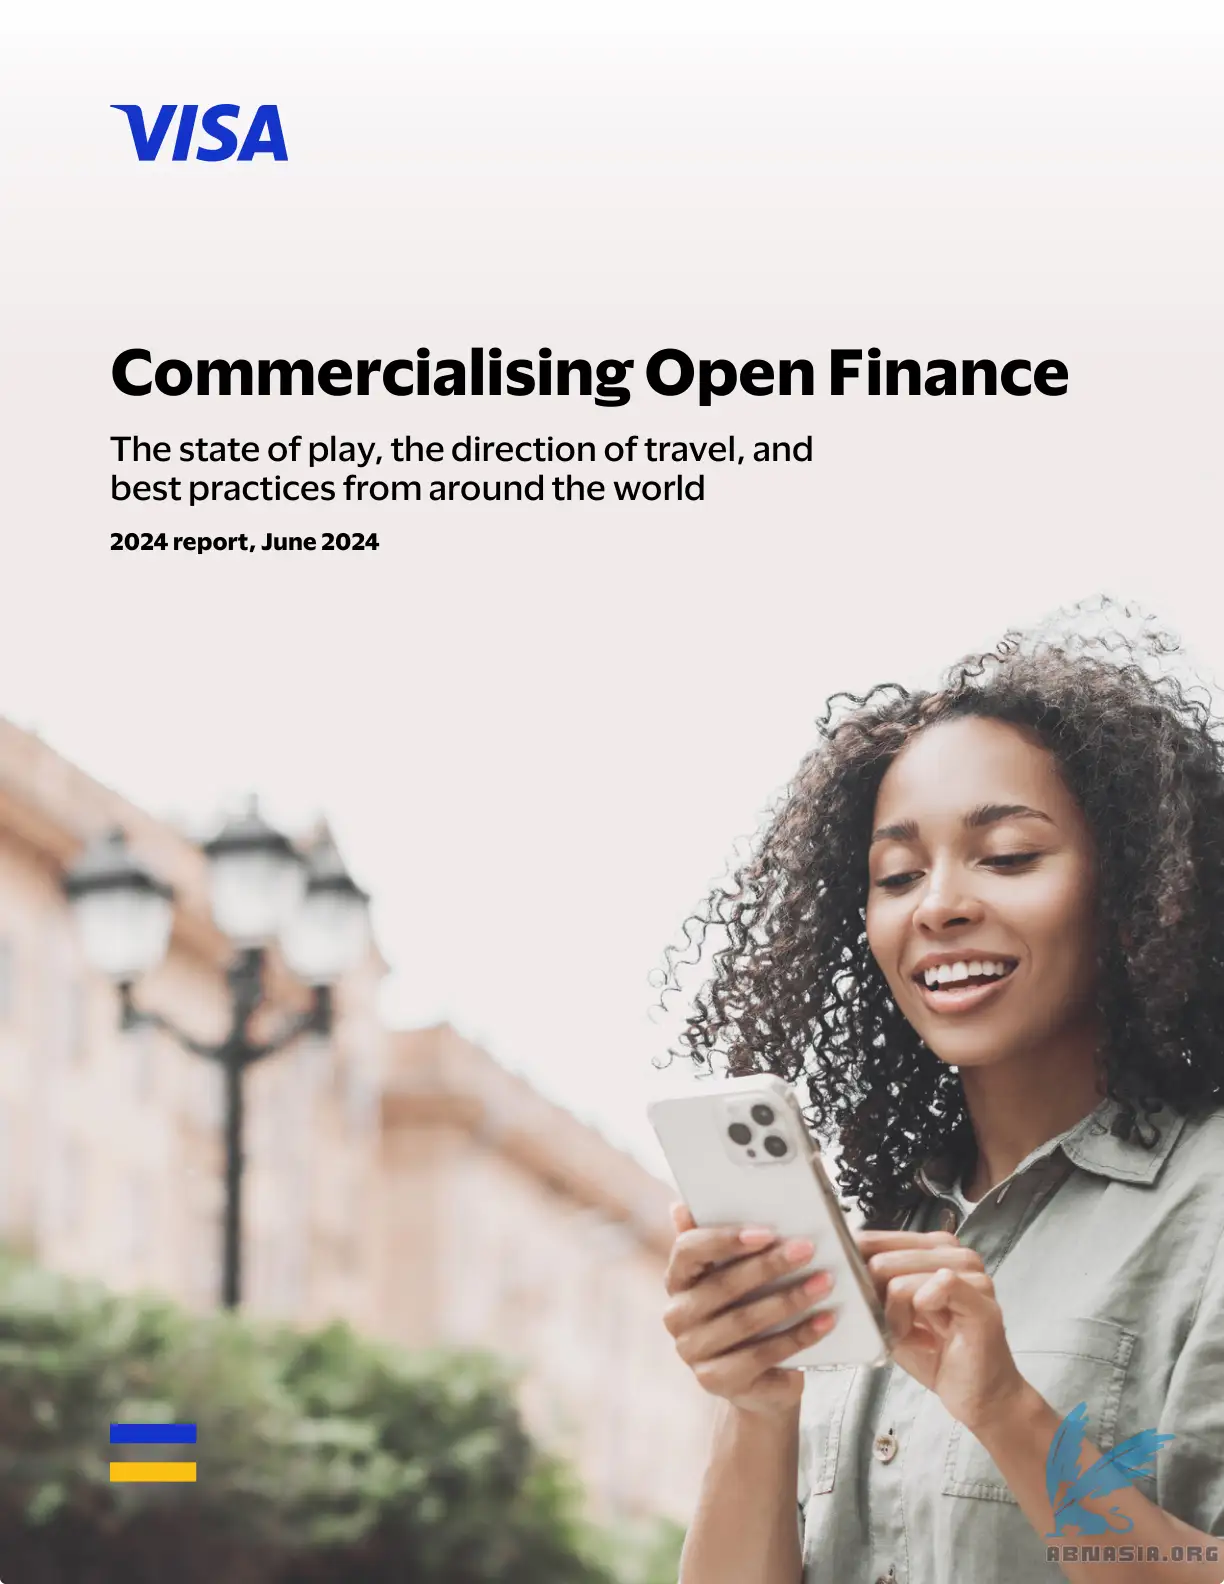 VISA
Commercialising Open Finance
The state of play, the direction of travel, and
best practices from around the world
2024 report, June 2024
ABNASIA.ORG